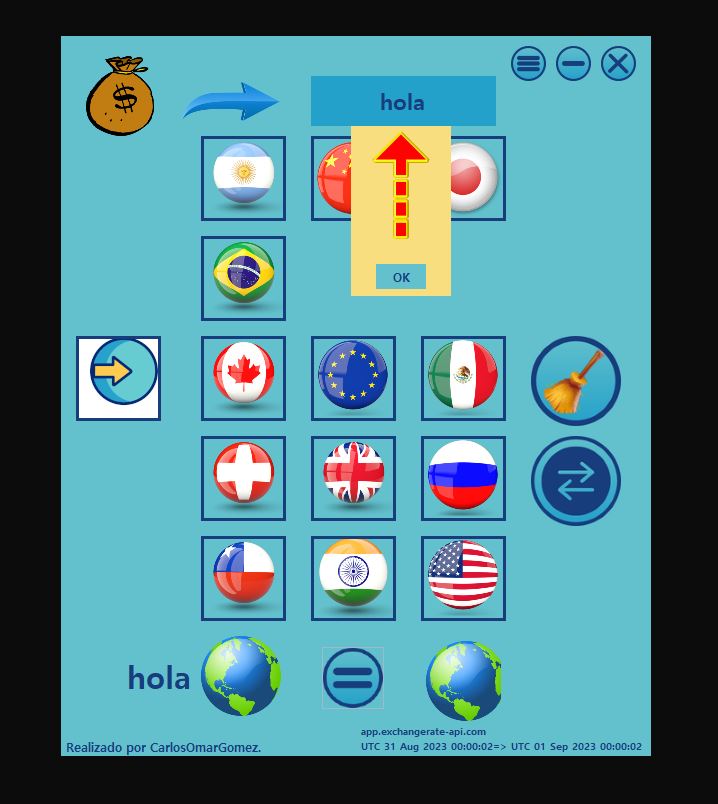 $
hola
OK
hola
app.exchangerate-api.com
Realizado por CarlosOmarGomez.
UTC 31 Aug 2023 00:00:02=> UTC 01 Sep 2023 00:00:02